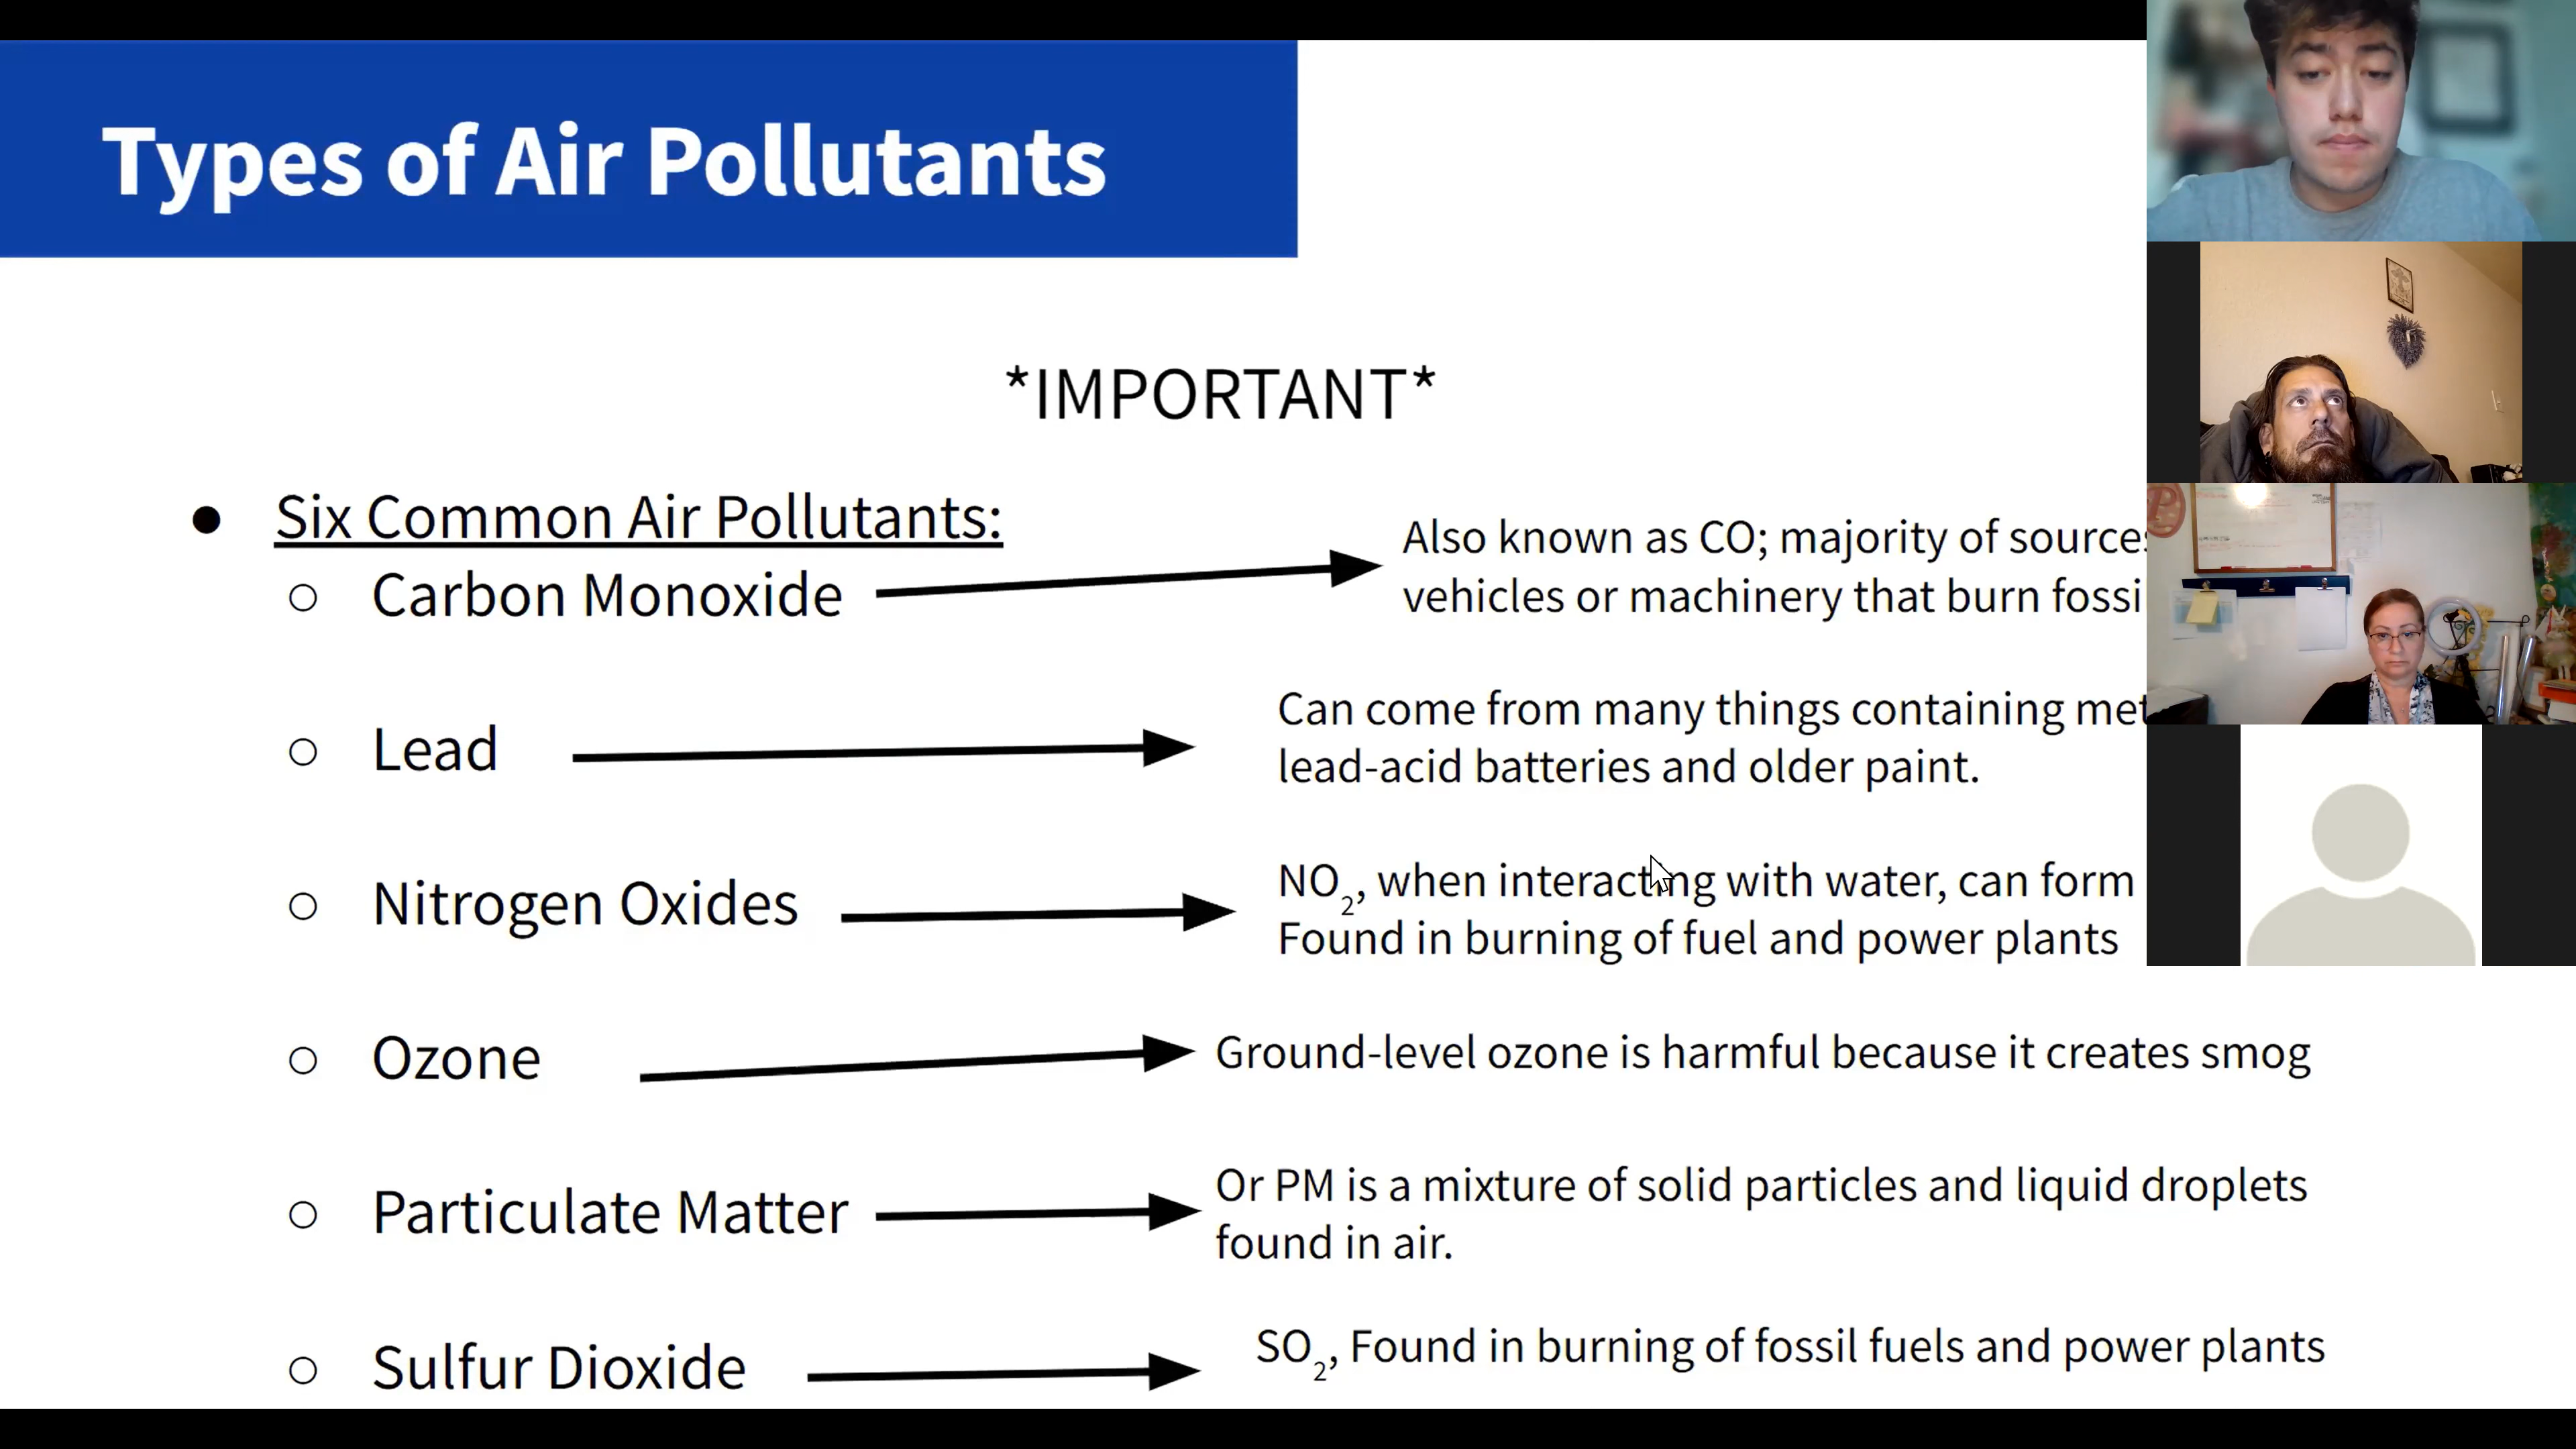 Types of Air Pollutants
*IMPORTANT*
● Six Common Air Pollutants:
○ Carbon Monoxide
Also known as CO; majority of sources
vehicles or machinery that burn
○ Lead
Can come from many things containing
lead-acid batteries and older paint.
○ Nitrogen Oxides
NO₂, when interacting with water, can form
Found in burning of fuel and power plants
○ Ozone
Ground-level ozone is harmful because it creates smog
○ Particulate Matter
Or PM is a mixture of solid particles and liquid droplets
found in air.
○ Sulfur Dioxide
SO₂, Found in burning of fossil fuels and power plants
P